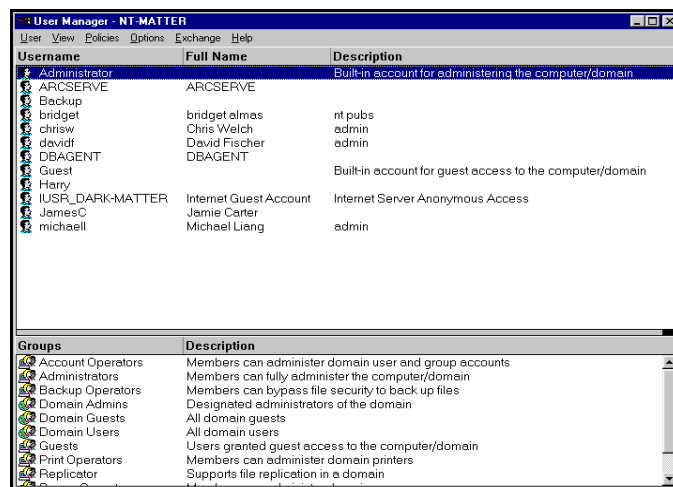 User Manager - NT-MATTER
User View Policies Options Exchange Help
Username Full Name Description
Administrator Built-in account for administering the computer/domain
ARCSERVE ARCSERVE
Backup
bridget bridget almas nt pubs
chrisw Chris Welch admin
davidf David Fischer admin
DBAGENT DBAGENT
Guest Built-in account for guest access to the computer/domain
Harry
IUSR_DARK-MATTER Internet Guest Account Internet Server Anonymous Access
JamesC Jamie Carter
michaell Michael Liang admin
Groups Description
Account Operators Members can administer domain user and group accounts
Administrators Members can fully administer the computer/domain
Backup Operators Members can bypass file security to back up files
Domain Admins Designated administrators of the domain
Domain Guests All domain guests
Domain Users All domain users
Guests Users granted guest access to the computer/domain
Print Operators Members can administer domain printers
Replicator Supports file replication in a domain